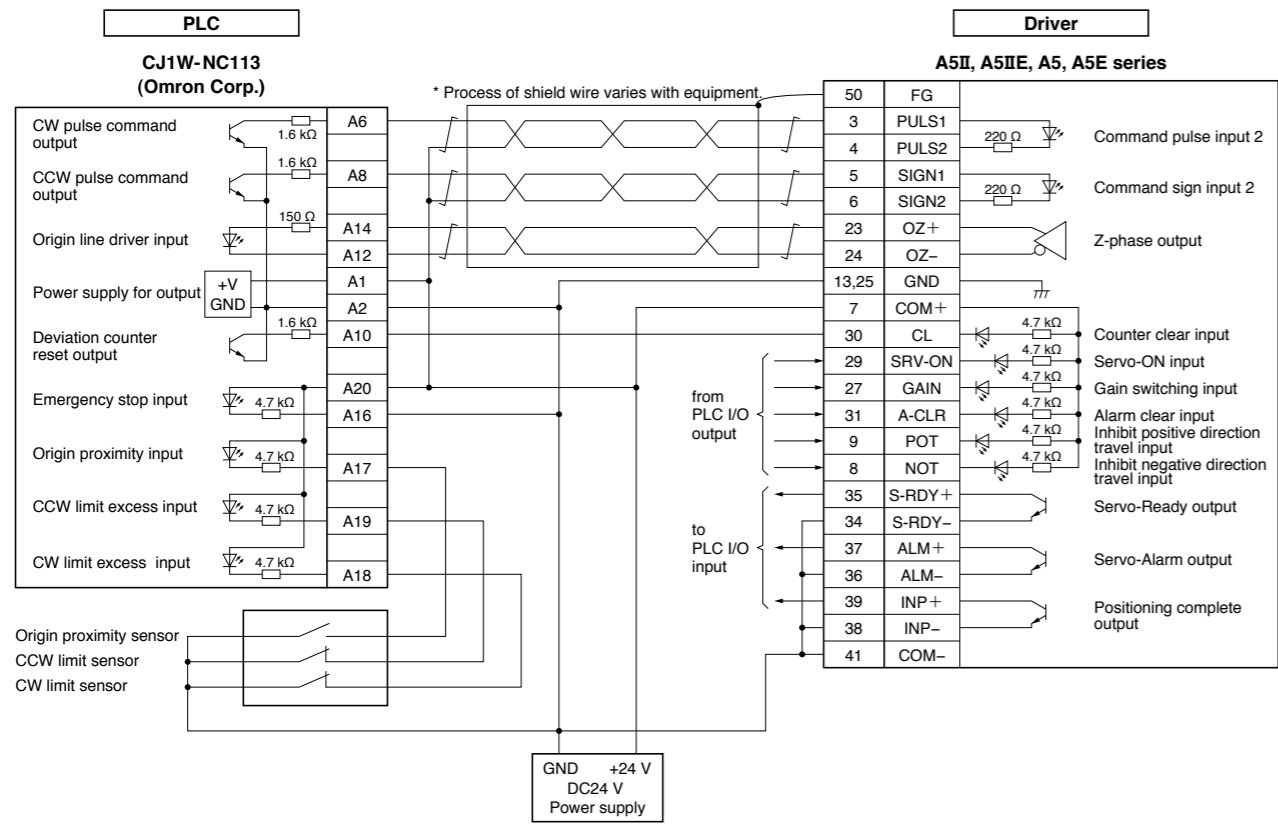 PLC
Driver
CJ1W-NC113
(Omron Corp.)
A5II, A5IIE, A5, A5E series
* Process of shield wire varies with equipment.
CW pulse command
output
1.6 kΩ
A6
CCW pulse command
output
1.6 kΩ
A8
Origin line driver input
150 Ω
A14
A12
Power supply for output
+V
GND
A1
A2
Deviation counter
reset output
1.6 kΩ
A10
A20
Emergency stop input
4.7 kΩ
A16
Origin proximity input
4.7 kΩ
A17
CCW limit excess input
4.7 kΩ
A19
CW limit excess input
4.7 kΩ
A18
Origin proximity sensor
CCW limit sensor
CW limit sensor
50 FG
3 PULS1
4 PULS2
220 Ω
Command pulse input 2
5 SIGN1
6 SIGN2
220 Ω
Command sign input 2
23 OZ+
24 OZ−
Z-phase output
13,25 GND
7 COM+
30 CL
4.7 kΩ
Counter clear input
29 SRV-ON
4.7 kΩ
Servo-ON input
27 GAIN
4.7 kΩ
Gain switching input
31 A-CLR
4.7 kΩ
Alarm clear input
9 POT
4.7 kΩ
Inhibit positive direction
travel input
8 NOT
4.7 kΩ
Inhibit negative direction
travel input
from
PLC I/O
output
35 S-RDY+
34 S-RDY−
Servo-Ready output
37 ALM+
36 ALM−
Servo-Alarm output
39 INP+
38 INP−
Positioning complete
output
41 COM−
to
PLC I/O
input
GND +24 V
DC24 V
Power supply